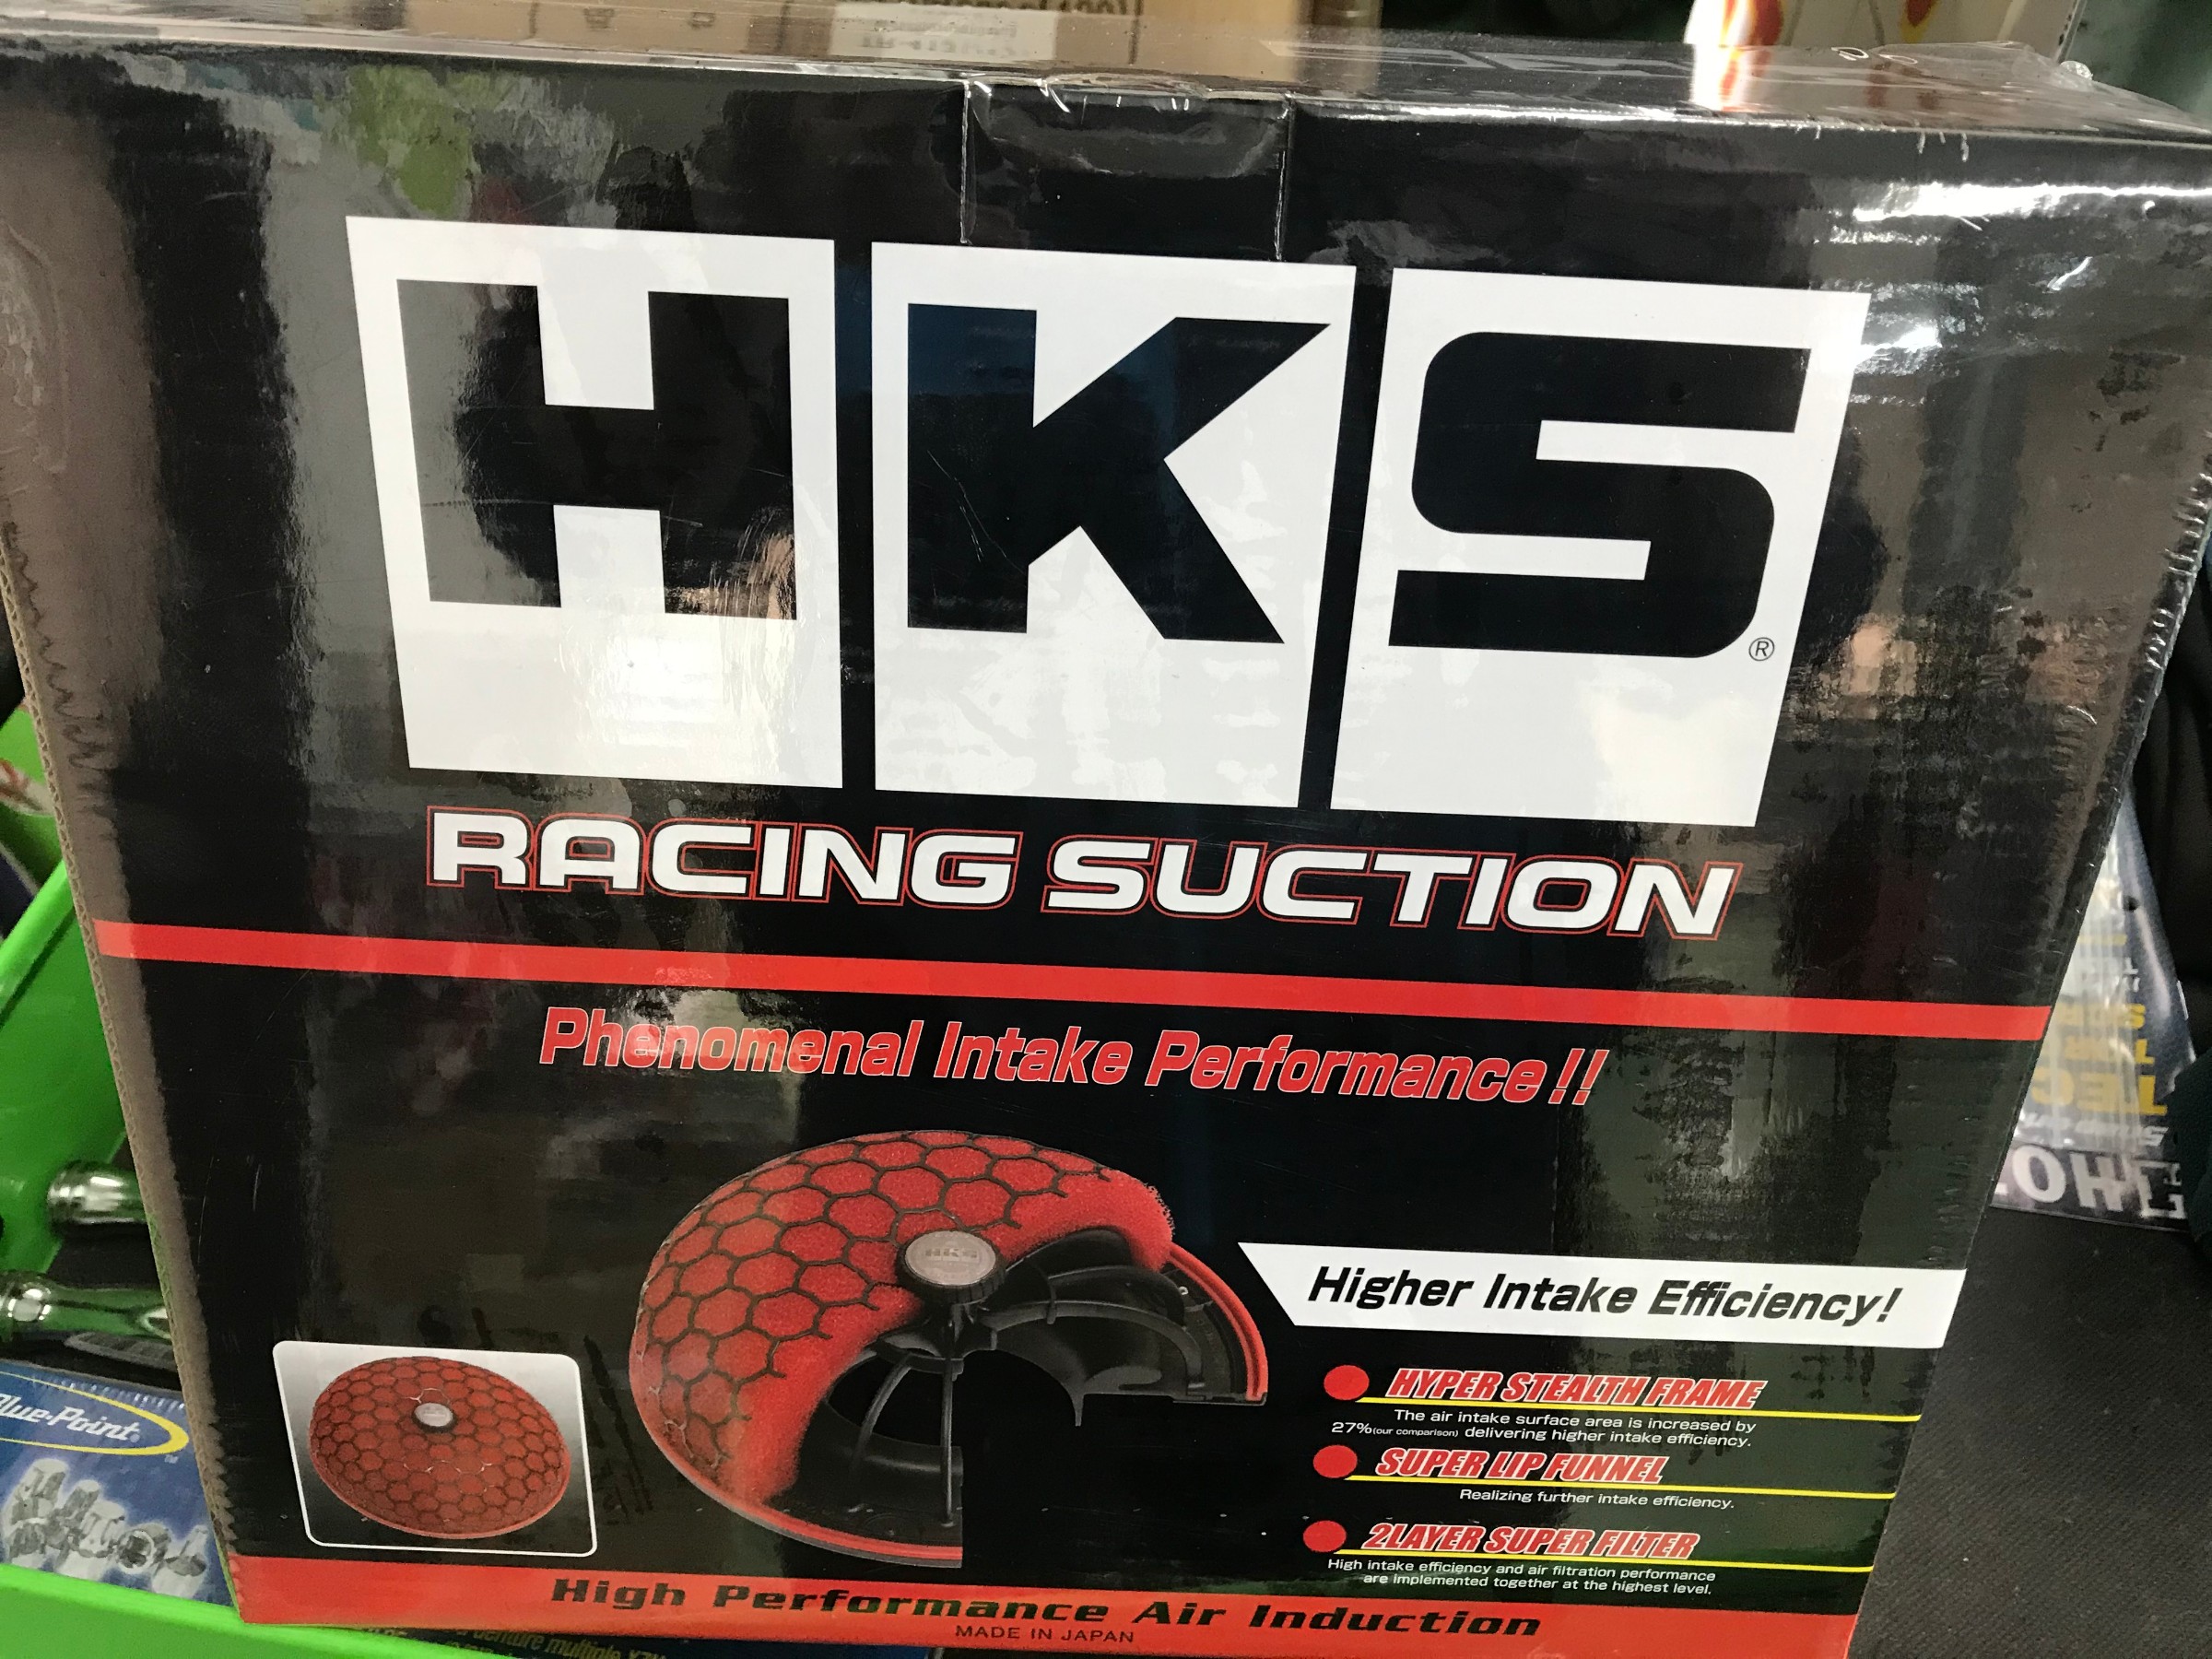 HKS®
RACING SUCTION
Phenomenal Intake Performance!!
HKS
Higher Intake Efficiency!
HYPER STEALTH FRAME
The air intake surface area is increased by
27%(our comparison) delivering higher intake efficiency.
SUPER LIP FUNNEL
Realizing further intake efficiency.
2LAYER SUPER FILTER
High intake efficiency and air filtration performance
are implemented together at the highest level.
High Performance Air Induction
MADE IN JAPAN
Blue-Point®
TM
multiple